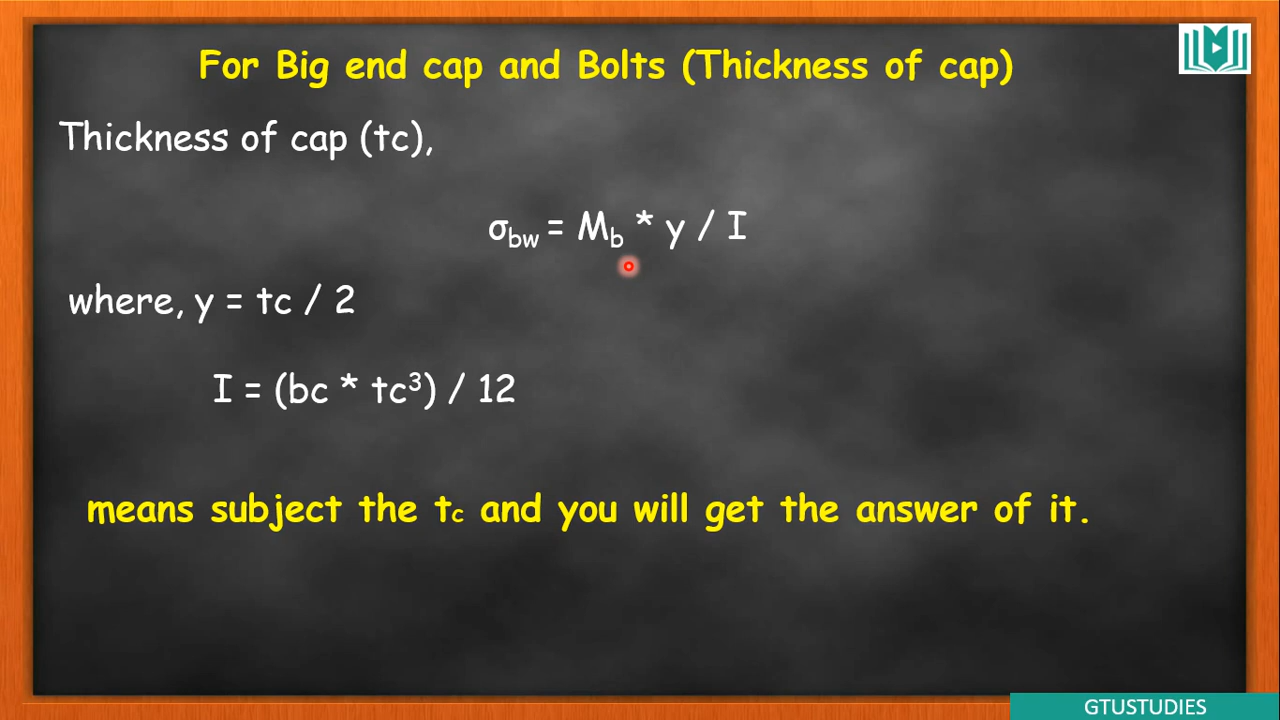 For Big end cap and Bolts (Thickness of cap)
Thickness of cap (tc),
σbw = Mb * y / I
where, y = tc / 2
I = (bc * tc³) / 12
means subject the tc and you will get the answer of it.
GTUSTUDIES